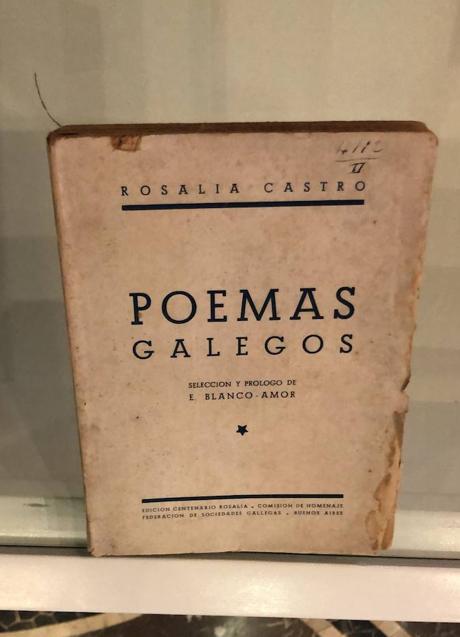 ROSALIA CASTRO
POEMAS
GALEGOS
SELECCION Y PROLOGO DE
E. BLANCO-AMOR
EDICION CENTENARIO ROSALIA . COMISION DE HOMENAJE
FEDERACION DE SOCIEDADES GALLEGAS . BUENOS AIRES